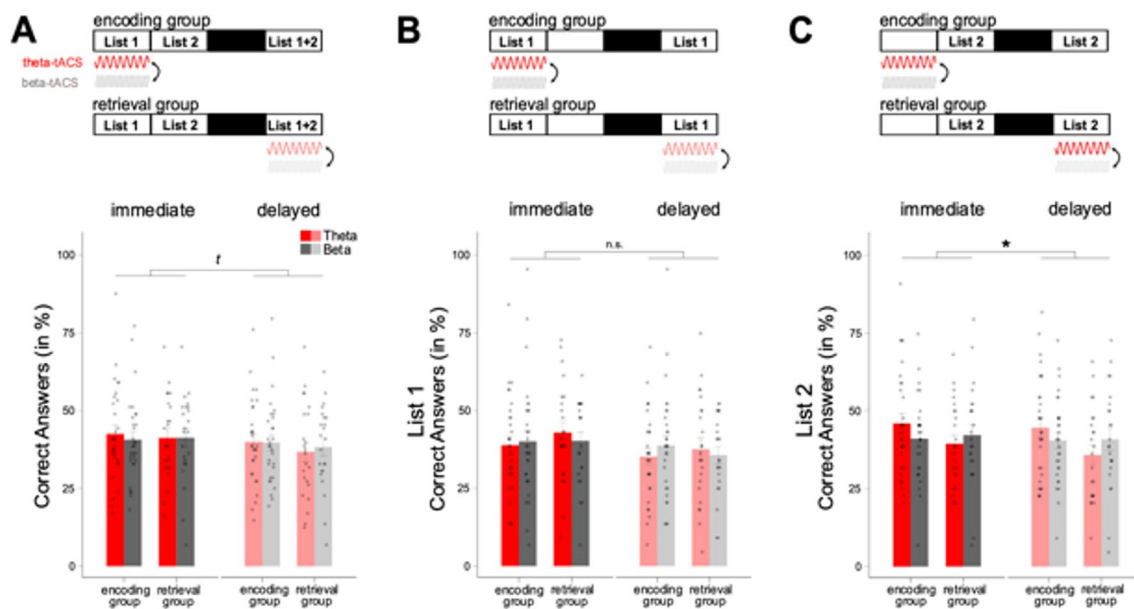 A
encoding group
List 1 List 2 List 1+2
theta-tACS
beta-tACS
retrieval group
List 1 List 2 List 1+2
immediate delayed
Theta
Beta
t
Correct Answers (in %)
100
75
50
25
0
encoding group retrieval group encoding group retrieval group
B
encoding group
List 1 List 1
retrieval group
List 1 List 1
immediate delayed
n.s.
List 1
Correct Answers (in %)
100
75
50
25
0
encoding group retrieval group encoding group retrieval group
C
encoding group
List 2 List 2
retrieval group
List 2 List 2
immediate delayed
*
List 2
Correct Answers (in %)
100
75
50
25
0
encoding group retrieval group encoding group retrieval group